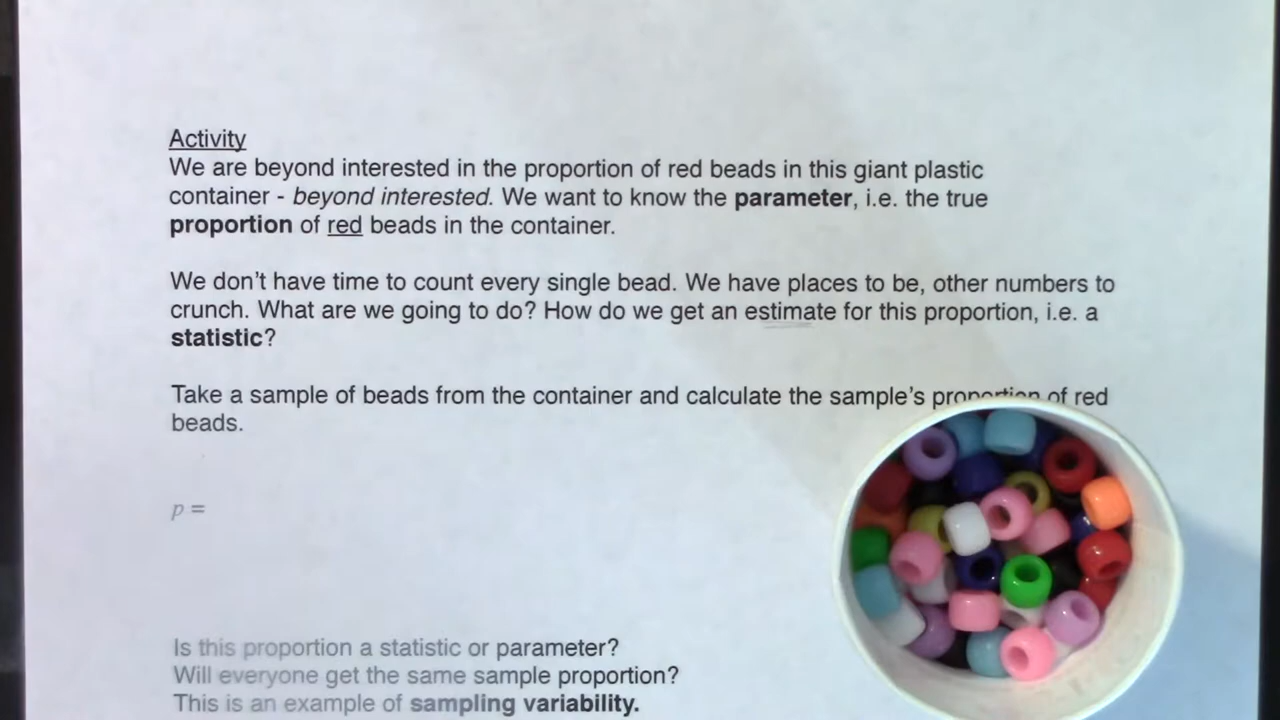 Activity
We are beyond interested in the proportion of red beads in this giant plastic
container - beyond interested. We want to know the parameter, i.e. the true
proportion of red beads in the container.
We don't have time to count every single bead. We have places to be, other numbers to
crunch. What are we going to do? How do we get an estimate for this proportion, i.e. a
statistic?
Take a sample of beads from the container and calculate the sample's proportion of red
beads.
p =
Is this proportion a statistic or parameter?
Will everyone get the same sample proportion?
This is an example of sampling variability.